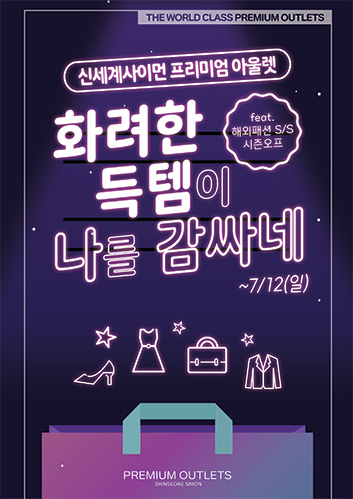 THE WORLD CLASS PREMIUM OUTLETS
신세계사이먼 프리미엄 아울렛
화려한
feat.
해외패션 S/S
시즌오프
득템이
나를 감싸네
~7/12(일)
PREMIUM OUTLETS
SHINSEGAE SIMON